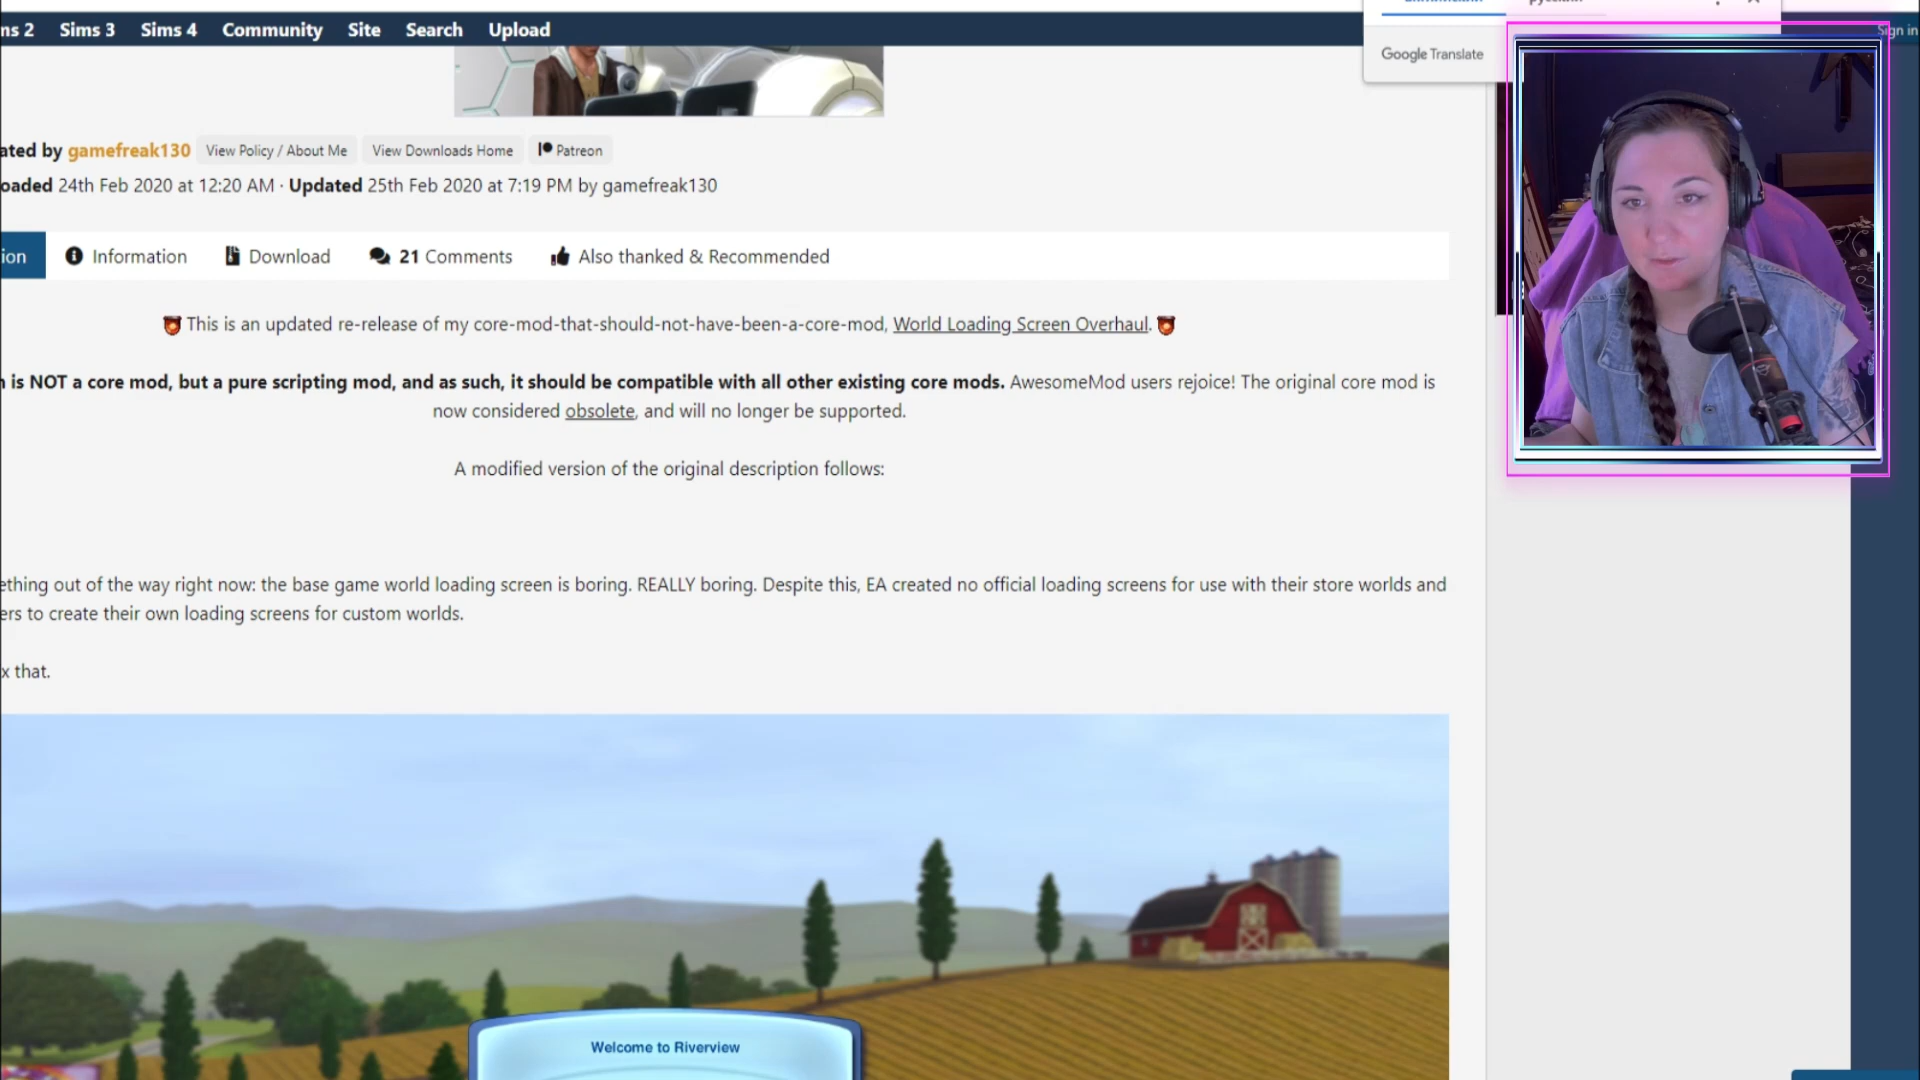 ms 2 Sims 3 Sims 4 Community Site Search Upload
Sign in
Google Translate
ated by gamefreak130 View Policy / About Me View Downloads Home Patreon
oaded 24th Feb 2020 at 12:20 AM · Updated 25th Feb 2020 at 7:19 PM by gamefreak130
ion Information Download 21 Comments Also thanked & Recommended
This is an updated re-release of my core-mod-that-should-not-have-been-a-core-mod, World Loading Screen Overhaul.
is NOT a core mod, but a pure scripting mod, and as such, it should be compatible with all other existing core mods. AwesomeMod users rejoice! The original core mod is
now considered obsolete, and will no longer be supported.
A modified version of the original description follows:
ething out of the way right now: the base game world loading screen is boring. REALLY boring. Despite this, EA created no official loading screens for use with their store worlds and
ers to create their own loading screens for custom worlds.
x that.
Welcome to Riverview